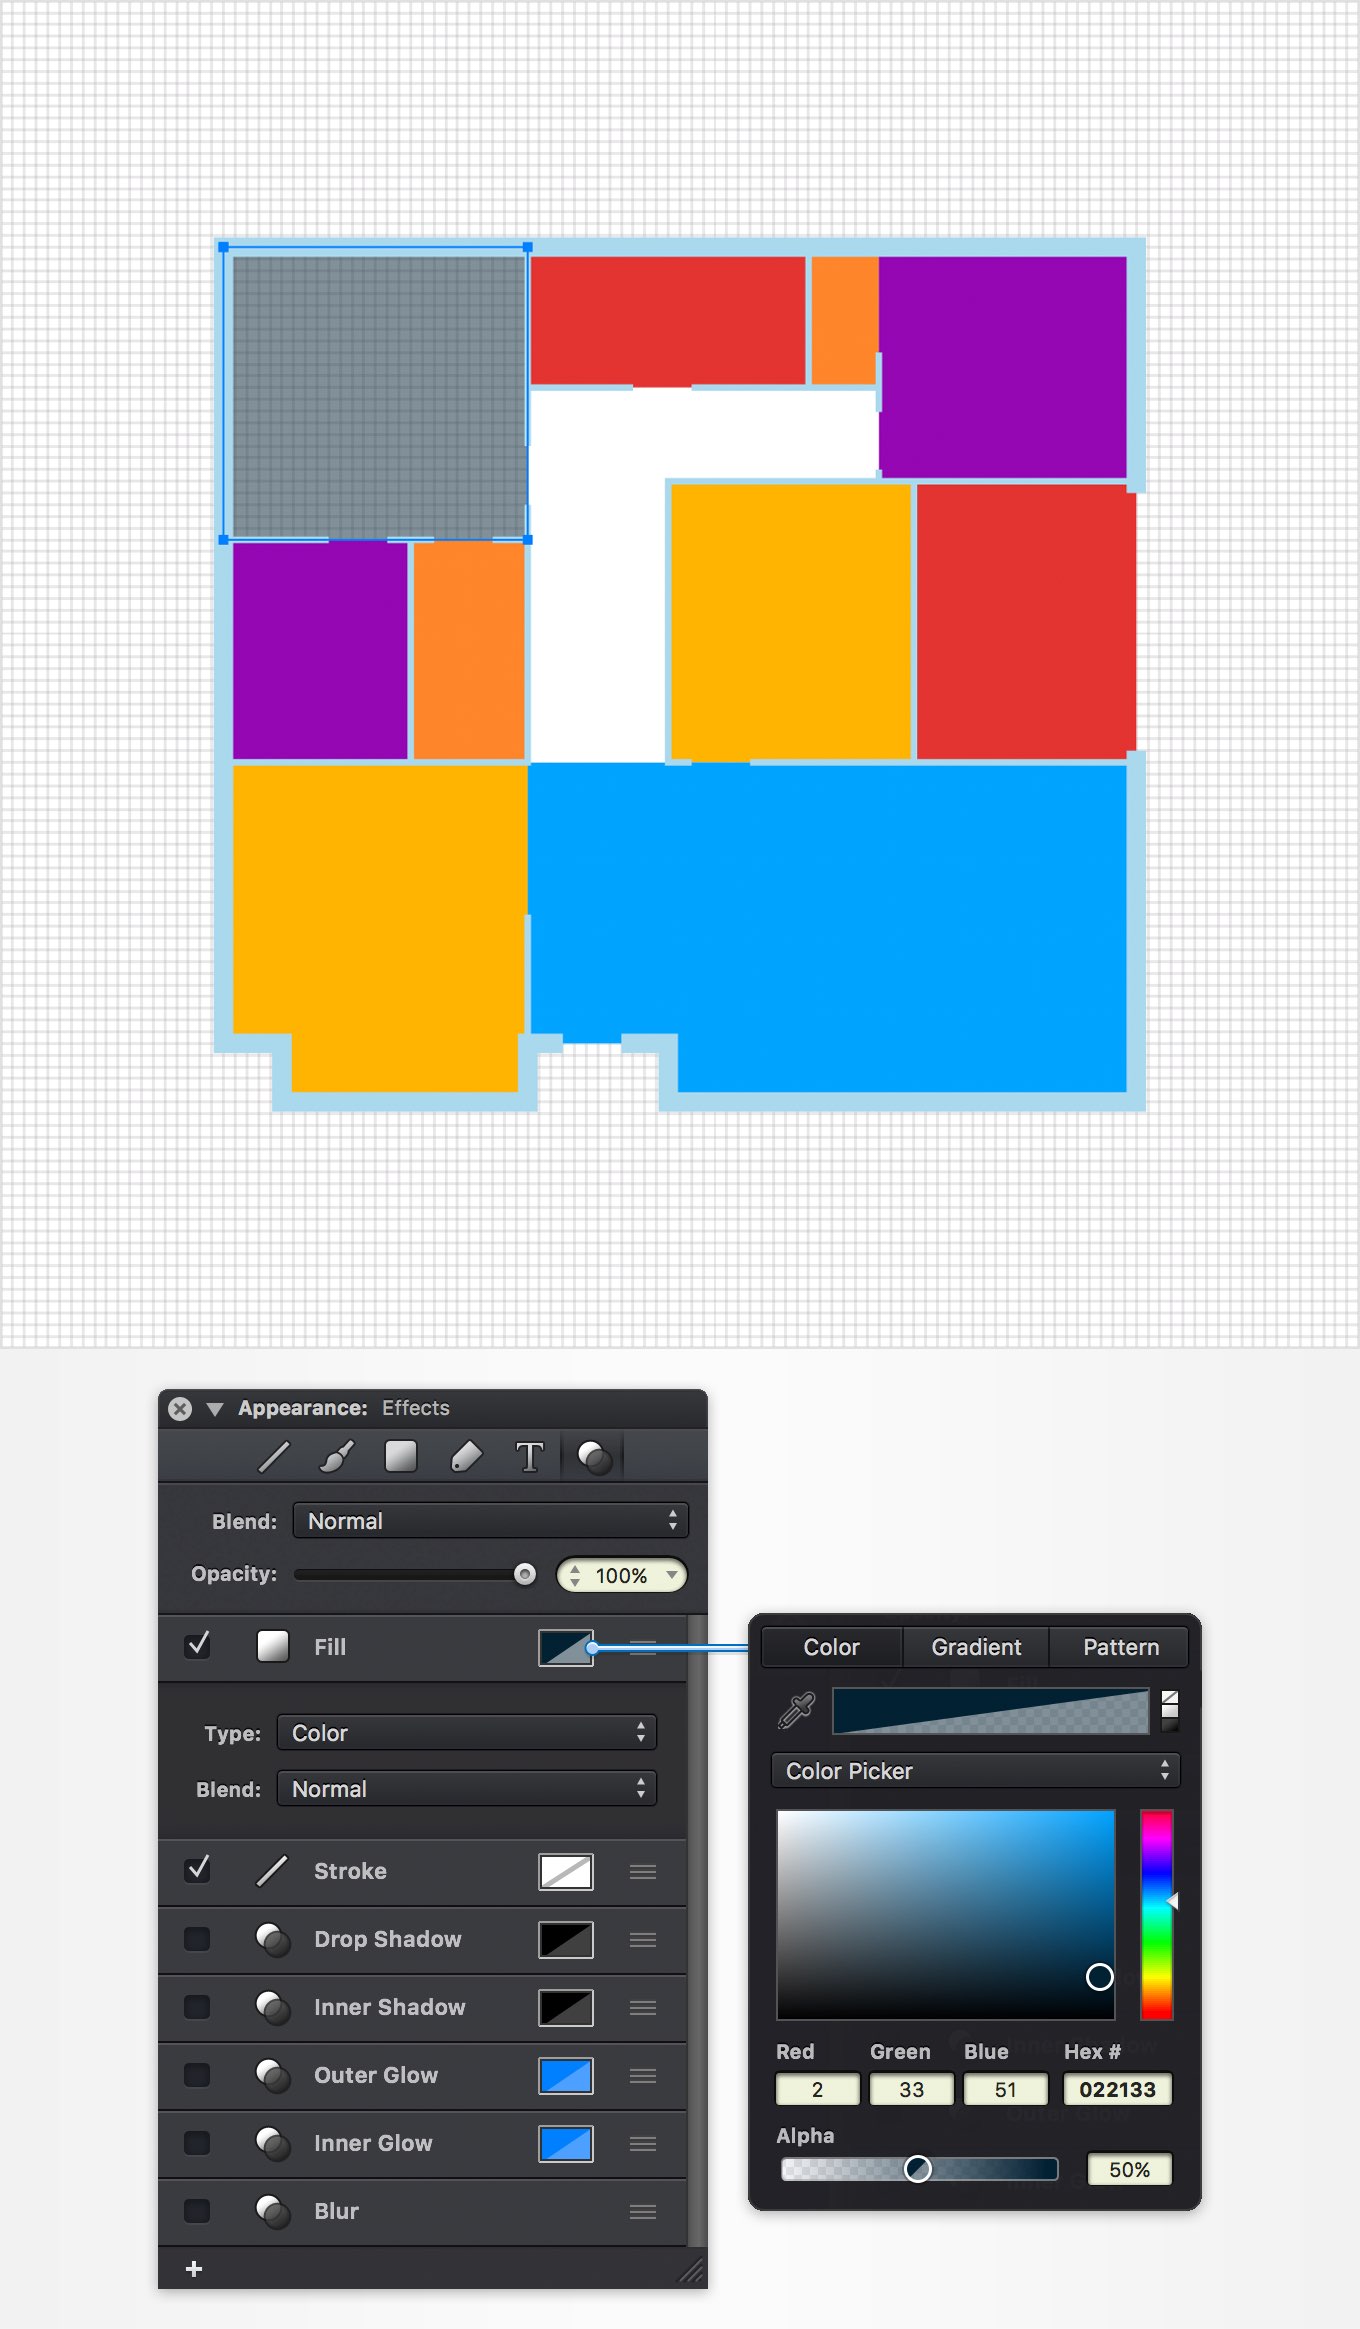 Appearance: Effects
T
Blend: Normal
Opacity: 100%
Fill
Type: Color
Blend: Normal
Stroke
Drop Shadow
Inner Shadow
Outer Glow
Inner Glow
Blur
+
Color Gradient Pattern
Color Picker
Red Green Blue Hex #
2 33 51 022133
Alpha
50%